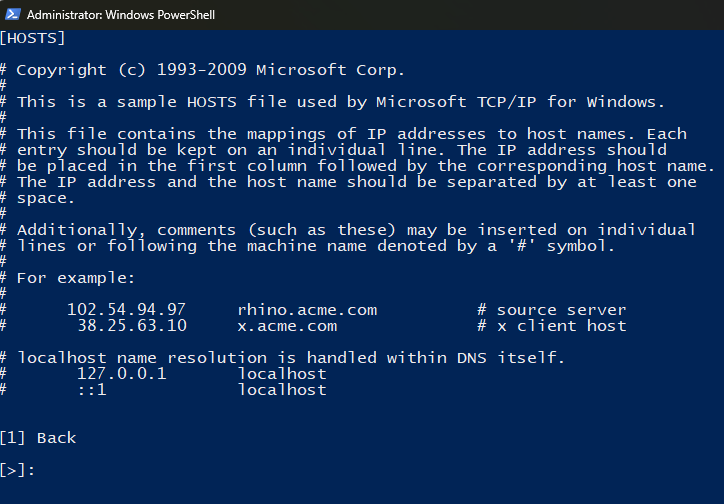 Administrator: Windows PowerShell
[HOSTS]
# Copyright (c) 1993-2009 Microsoft Corp.
#
# This is a sample HOSTS file used by Microsoft TCP/IP for Windows.
#
# This file contains the mappings of IP addresses to host names. Each
# entry should be kept on an individual line. The IP address should
# be placed in the first column followed by the corresponding host name.
# The IP address and the host name should be separated by at least one
# space.
#
# Additionally, comments (such as these) may be inserted on individual
# lines or following the machine name denoted by a '#' symbol.
#
# For example:
#
#      102.54.94.97     rhino.acme.com          # source server
#       38.25.63.10     x.acme.com              # x client host
# localhost name resolution is handled within DNS itself.
#       127.0.0.1       localhost
#       ::1             localhost
[1] Back
[>]: